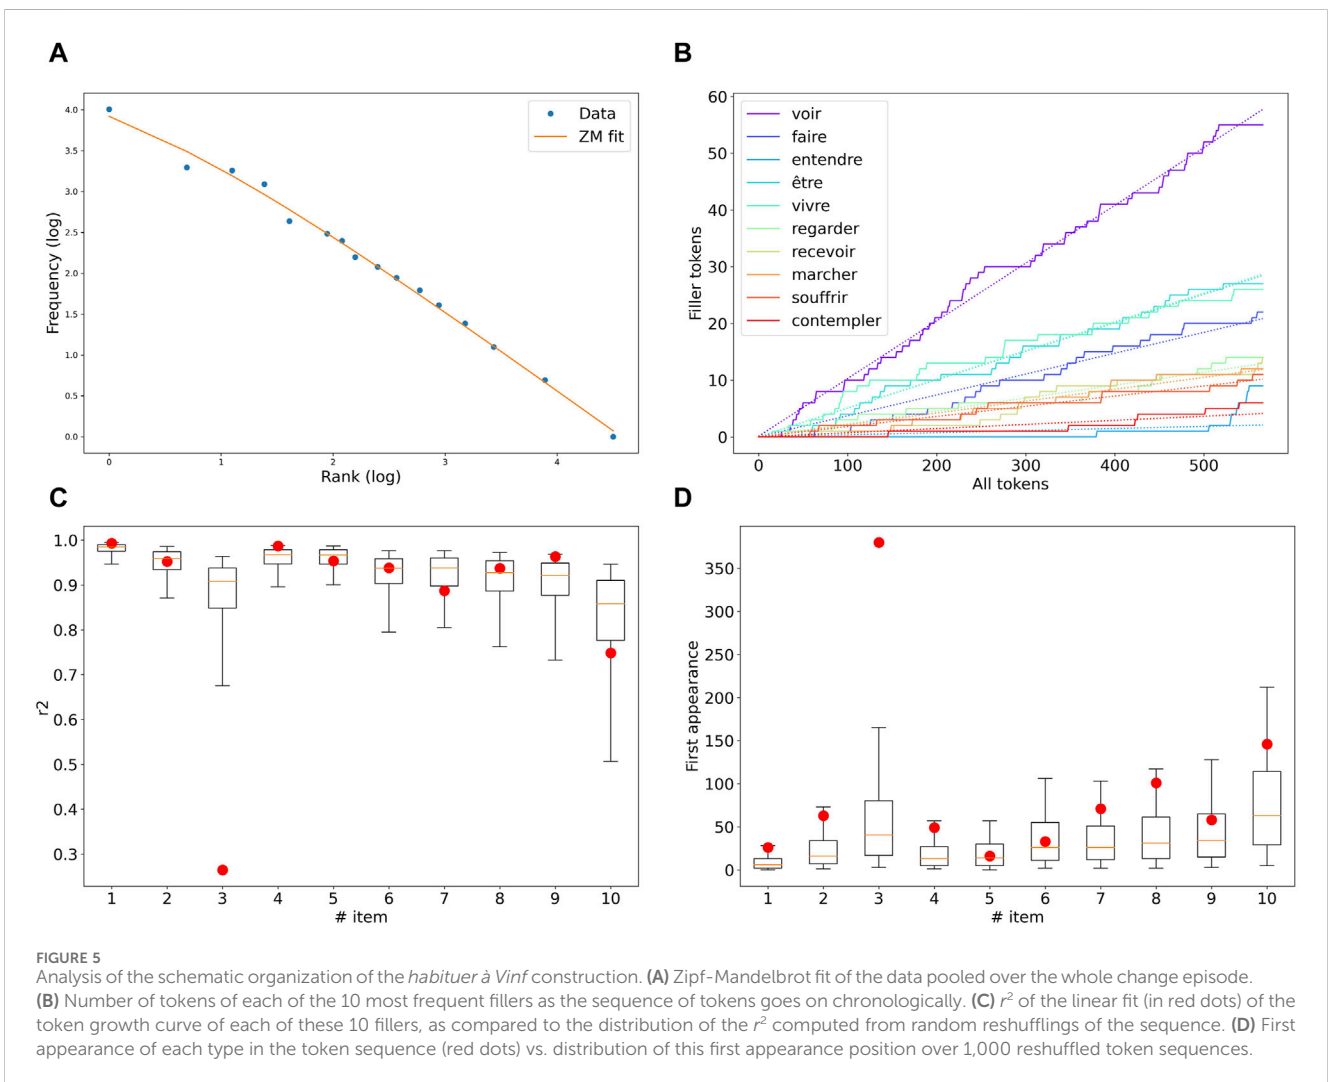 A
4.0
3.5
3.0
2.5
2.0
1.5
1.0
0.5
0.0
Frequency (log)
Data
ZM fit
0 1 2 3 4
Rank (log)
B
60
50
40
30
20
10
0
Filler tokens
voir
faire
entendre
être
vivre
regarder
recevoir
marcher
souffrir
contempler
0 100 200 300 400 500
All tokens
C
1.0
0.9
0.8
0.7
0.6
0.5
0.4
0.3
r2
1 2 3 4 5 6 7 8 9 10
# item
D
350
300
250
200
150
100
50
0
First appearance
1 2 3 4 5 6 7 8 9 10
# item
FIGURE 5
Analysis of the schematic organization of the habituer à Vinf construction. (A) Zipf-Mandelbrot fit of the data pooled over the whole change episode.
(B) Number of tokens of each of the 10 most frequent fillers as the sequence of tokens goes on chronologically. (C) r² of the linear fit (in red dots) of the
token growth curve of each of these 10 fillers, as compared to the distribution of the r² computed from random reshufflings of the sequence. (D) First
appearance of each type in the token sequence (red dots) vs. distribution of this first appearance position over 1,000 reshuffled token sequences.